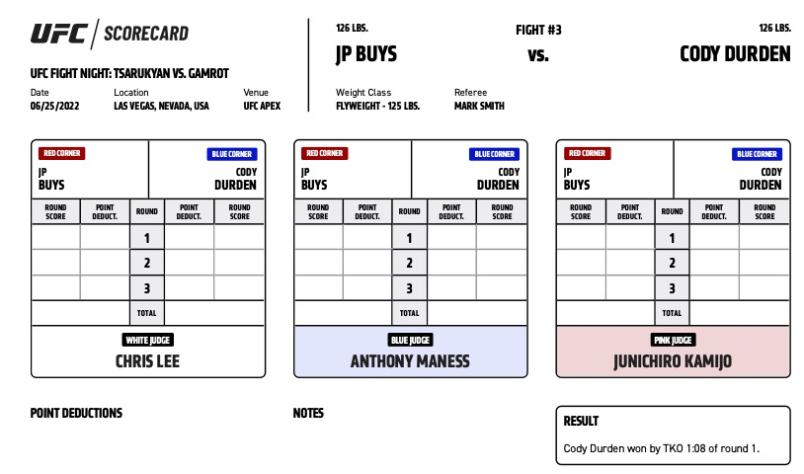 UFC / SCORECARD
UFC FIGHT NIGHT: TSARUKYAN VS. GAMROT
Date Location Venue
06/25/2022 LAS VEGAS, NEVADA, USA UFC APEX
126 LBS. FIGHT #3 126 LBS.
JP BUYS VS. CODY DURDEN
Weight Class Referee
FLYWEIGHT - 125 LBS. MARK SMITH
RED CORNER BLUE CORNER
JP CODY
BUYS DURDEN
ROUND POINT ROUND POINT ROUND
SCORE DEDUCT. DEDUCT. SCORE
1
2
3
TOTAL
WHITE JUDGE
CHRIS LEE
RED CORNER BLUE CORNER
JP CODY
BUYS DURDEN
ROUND POINT ROUND POINT ROUND
SCORE DEDUCT. DEDUCT. SCORE
1
2
3
TOTAL
BLUE JUDGE
ANTHONY MANESS
RED CORNER BLUE CORNER
JP CODY
BUYS DURDEN
ROUND POINT ROUND POINT ROUND
SCORE DEDUCT. DEDUCT. SCORE
1
2
3
TOTAL
PINK JUDGE
JUNICHIRO KAMIJO
POINT DEDUCTIONS
NOTES
RESULT
Cody Durden won by TKO 1:08 of round 1.